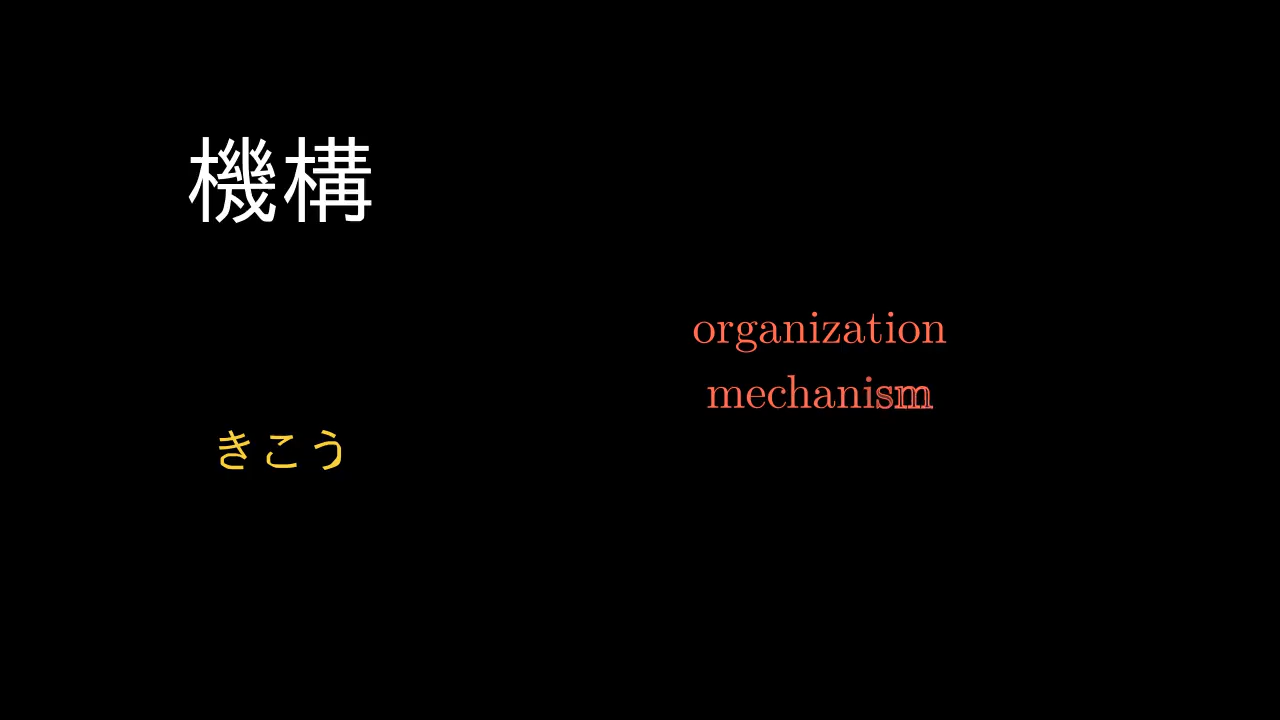 機構
organization
mechanism
きこう